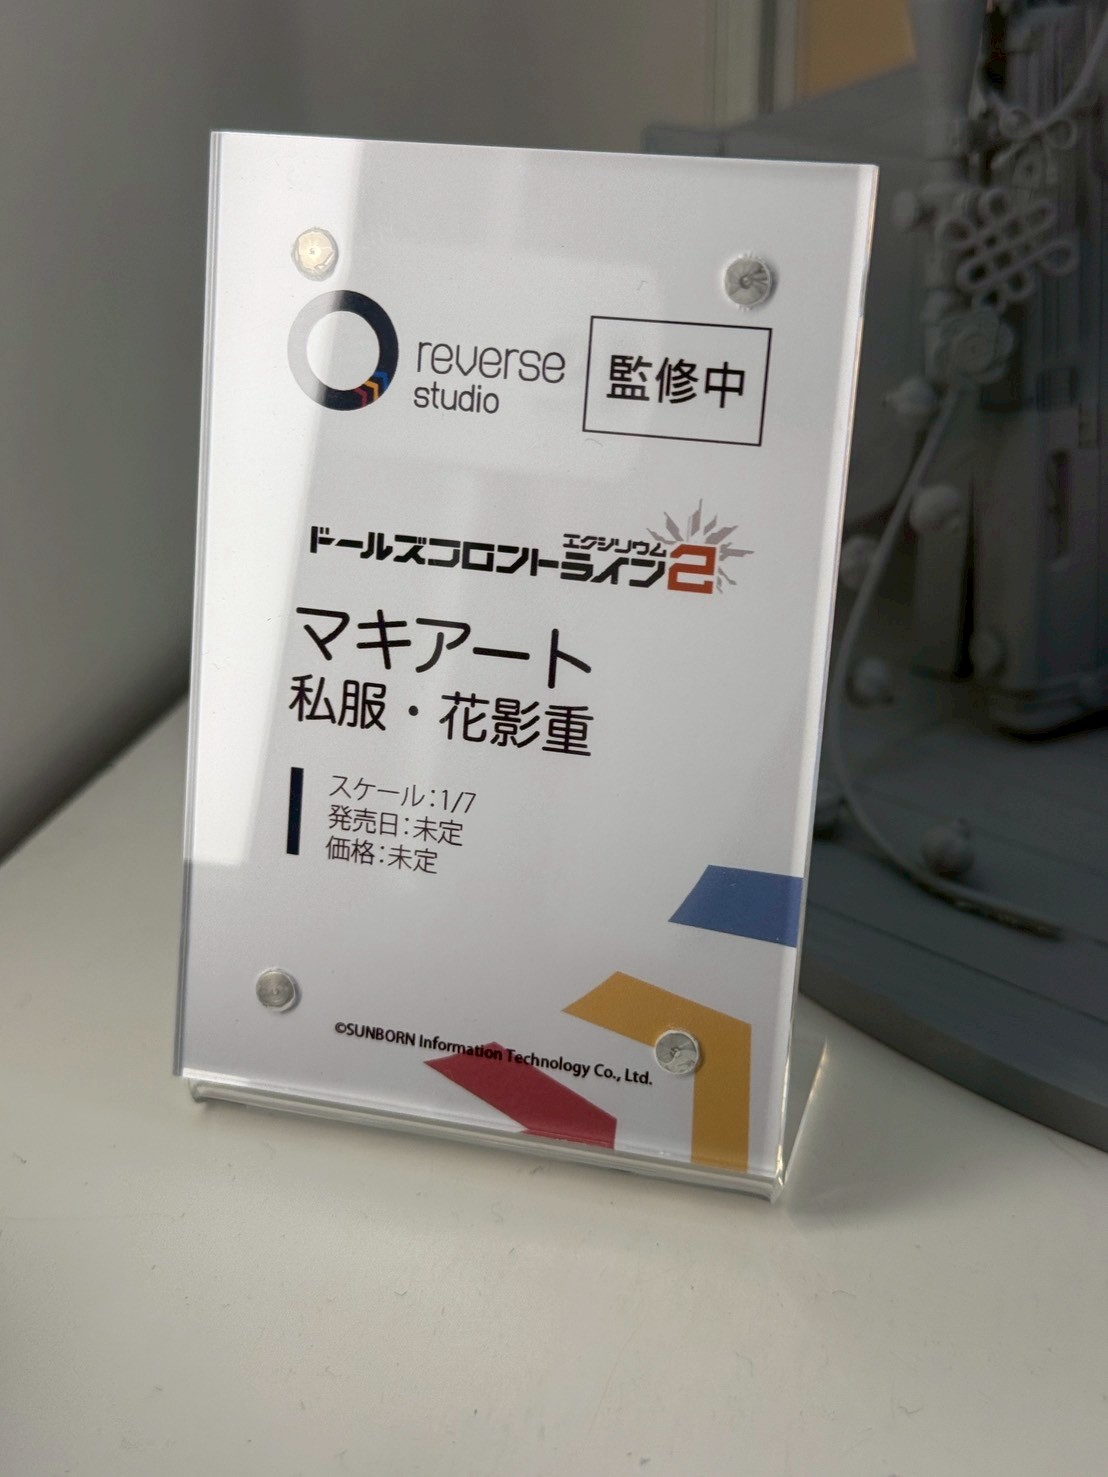 reverse
studio
監修中
エクシリウム
ドールズフロントライン2
マキアート
私服・花影重
スケール:1/7
発売日:未定
価格:未定
©SUNBORN Information Technology Co., Ltd.